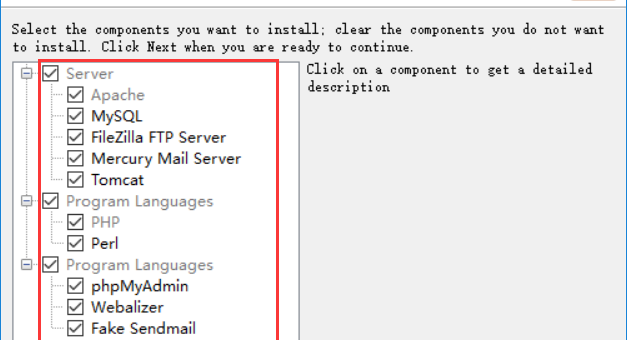 Select the components you want to install; clear the components you do not want
to install. Click Next when you are ready to continue.
Server
Apache
MySQL
FileZilla FTP Server
Mercury Mail Server
Tomcat
Program Languages
PHP
Perl
Program Languages
phpMyAdmin
Webalizer
Fake Sendmail
Click on a component to get a detailed
description